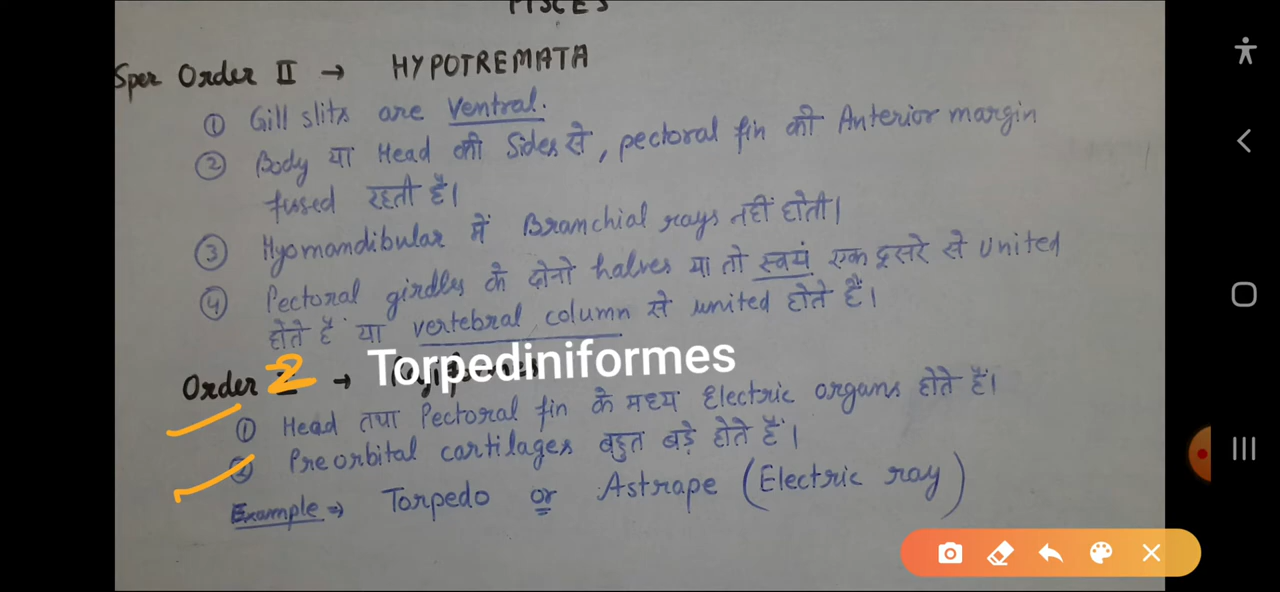 PISCES
Sper Order II → HYPOTREMATA
① Gill slits are Ventral.
② Body या Head की Sides से, pectoral fin की Anterior margin
fused रहती है।
③ Hyomandibular में Branchial rays नहीं होती।
④ Pectoral girdles के दोनो halves या तो स्वयं एक दूसरे से united
होते हैं या vertebral column से united होते हैं।
Order 2 → Torpediniformes
① Head तथा Pectoral fin के मध्य Electric organs होते हैं।
② Preorbital cartilages बहुत बड़े होते हैं।
Example ⇒ Torpedo or Astrape (Electric ray)